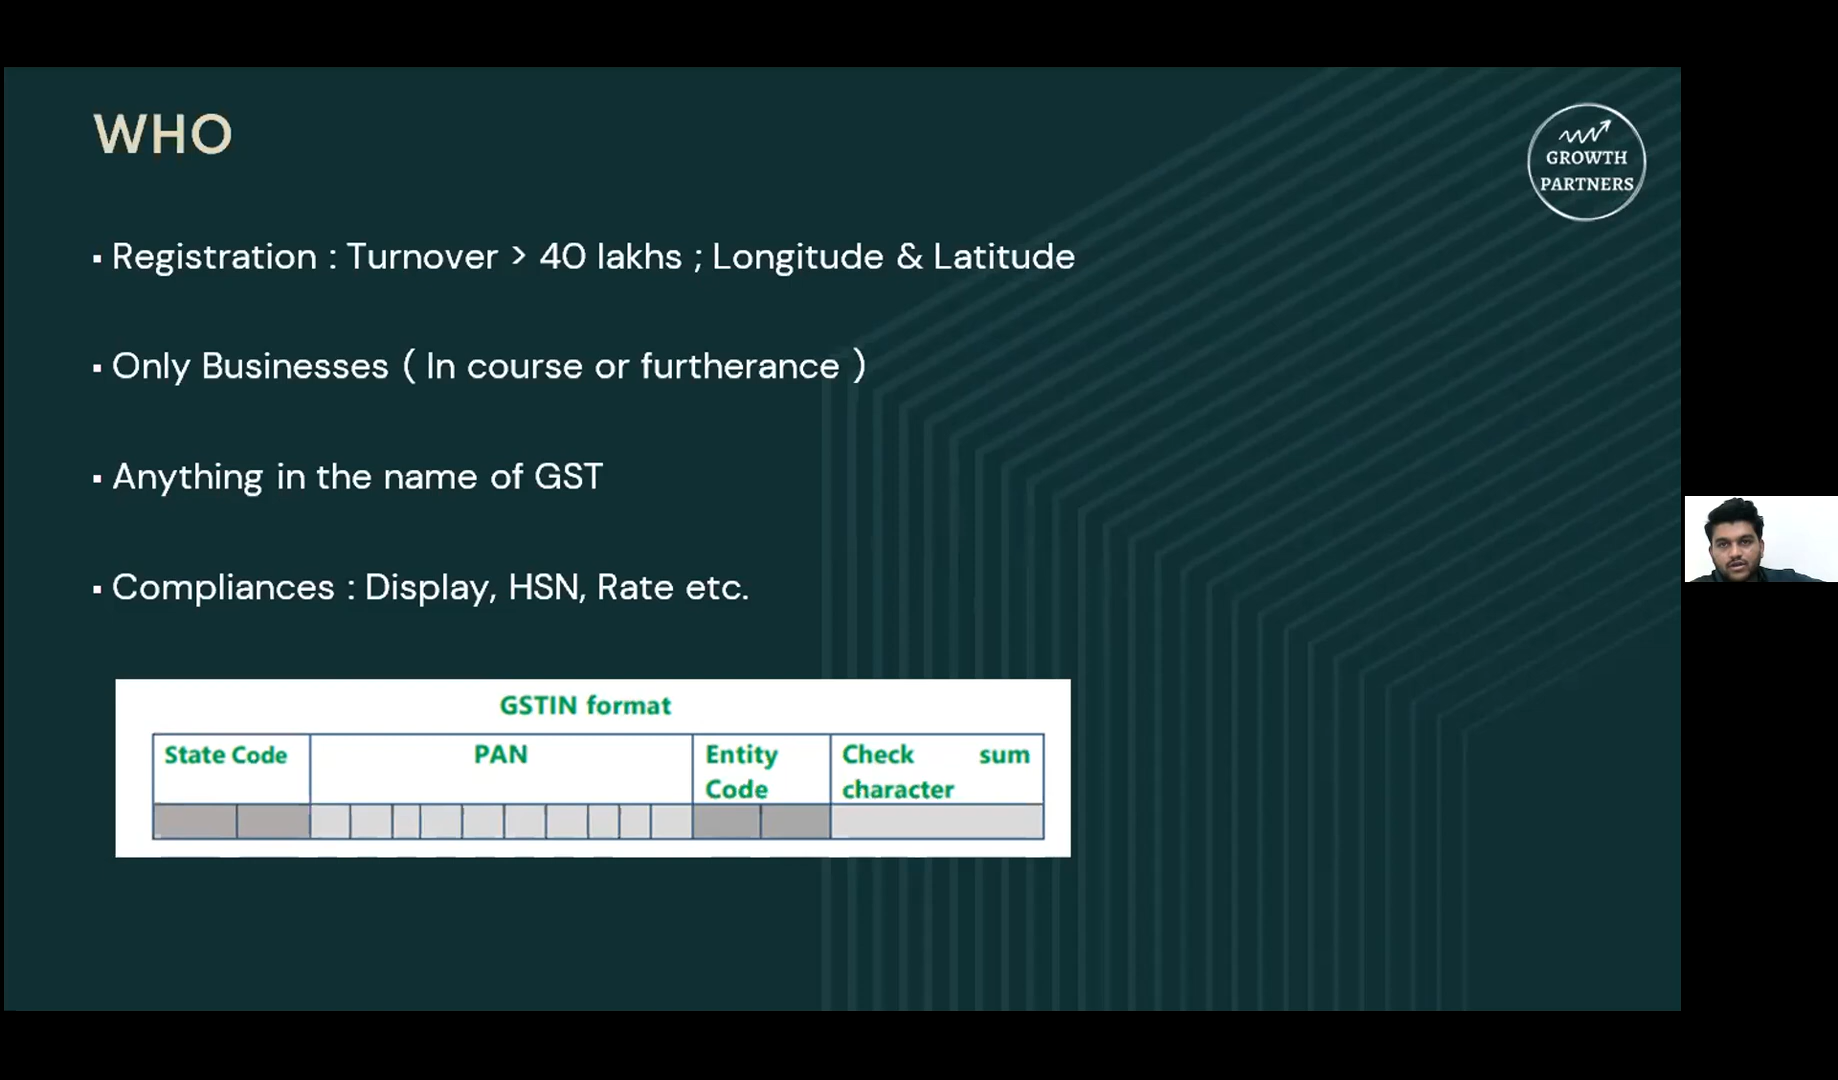 WHO
GROWTH
PARTNERS
▪ Registration : Turnover > 40 lakhs ; Longitude & Latitude
▪ Only Businesses ( In course or furtherance )
▪ Anything in the name of GST
▪ Compliances : Display, HSN, Rate etc.
GSTIN format
State Code PAN Entity Code Check sum character